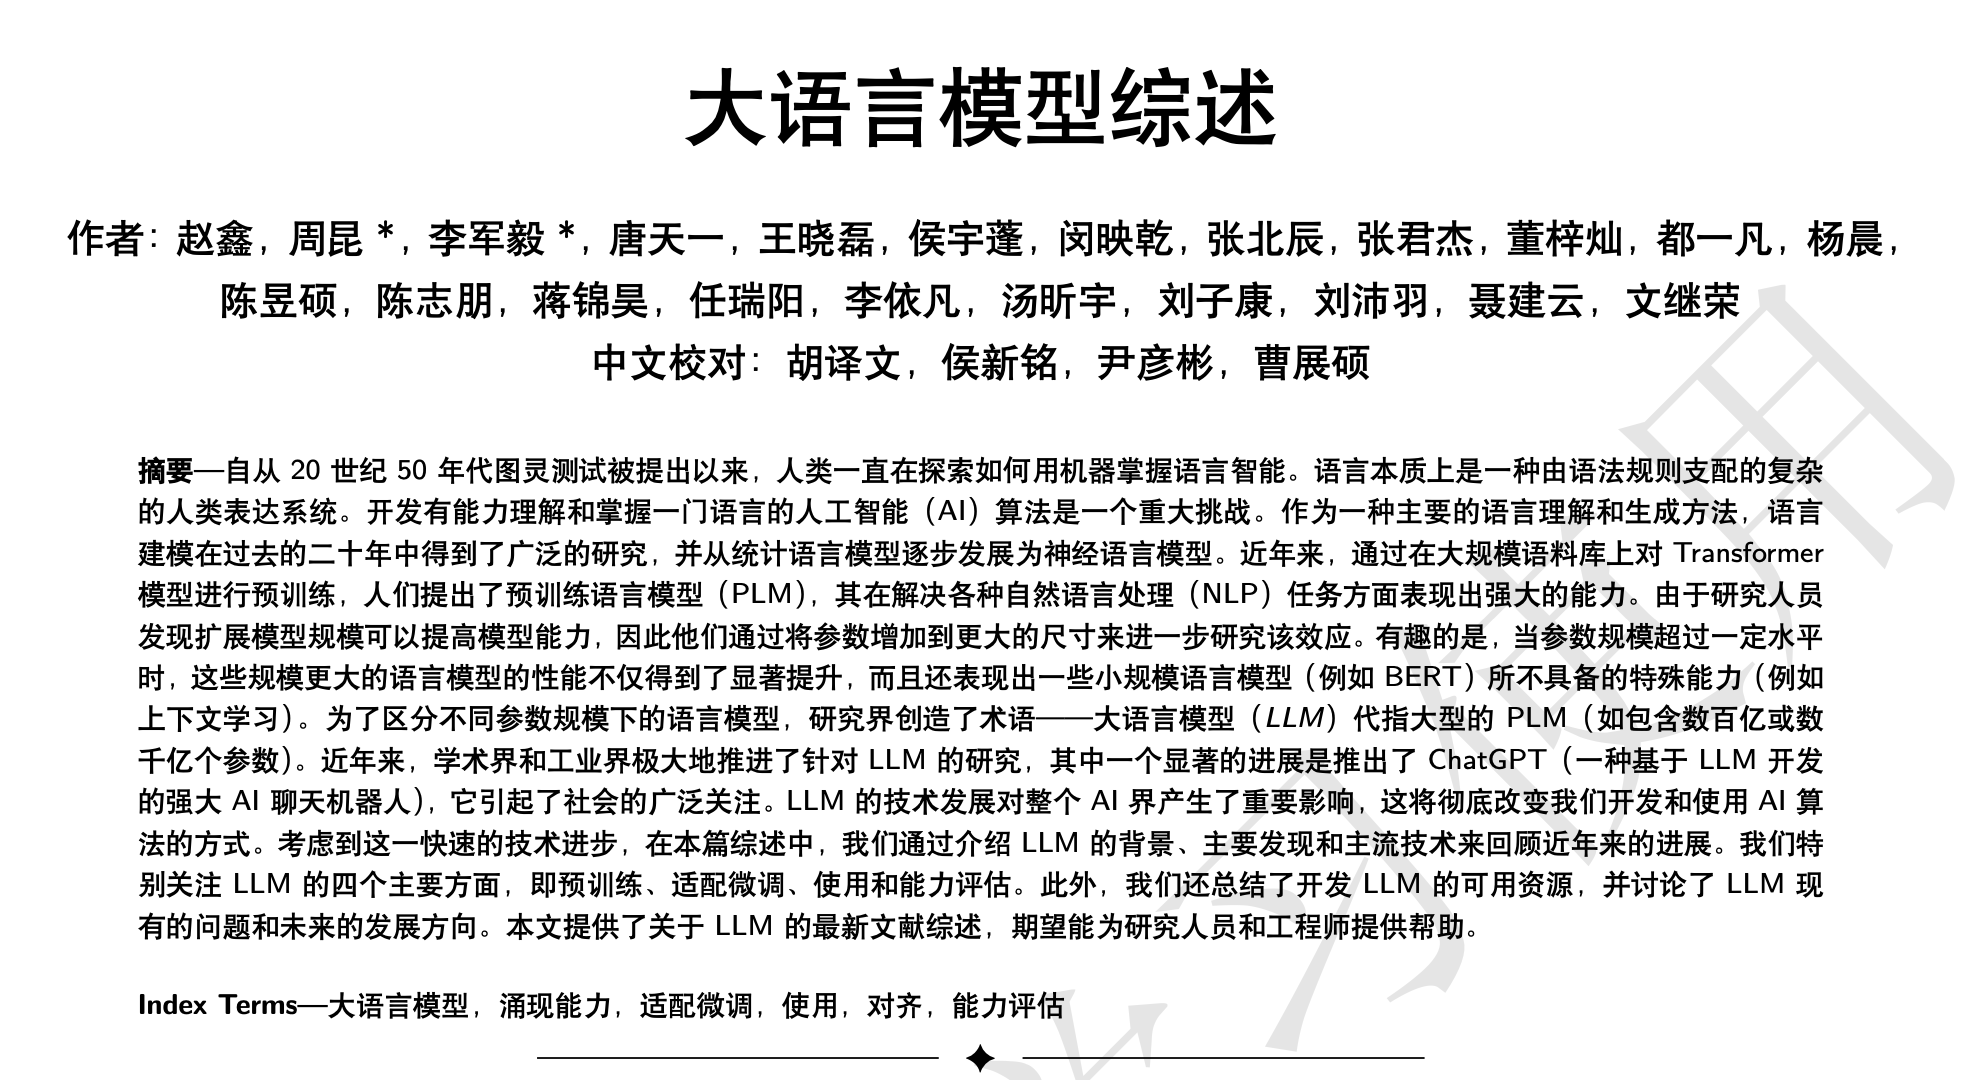 大语言模型综述
作者：赵鑫，周昆 *，李军毅 *，唐天一，王晓磊，侯宇蓬，闵映乾，张北辰，张君杰，董梓灿，都一凡，杨晨，
陈昱硕，陈志朋，蒋锦昊，任瑞阳，李依凡，汤昕宇，刘子康，刘沛羽，聂建云，文继荣
中文校对：胡译文，侯新铭，尹彦彬，曹展硕
摘要—自从 20 世纪 50 年代图灵测试被提出以来，人类一直在探索如何用机器掌握语言智能。语言本质上是一种由语法规则支配的复杂
的人类表达系统。开发有能力理解和掌握一门语言的人工智能（AI）算法是一个重大挑战。作为一种主要的语言理解和生成方法，语言
建模在过去的二十年中得到了广泛的研究，并从统计语言模型逐步发展为神经语言模型。近年来，通过在大规模语料库上对 Transformer
模型进行预训练，人们提出了预训练语言模型（PLM），其在解决各种自然语言处理（NLP）任务方面表现出强大的能力。由于研究人员
发现扩展模型规模可以提高模型能力，因此他们通过将参数增加到更大的尺寸来进一步研究该效应。有趣的是，当参数规模超过一定水平
时，这些规模更大的语言模型的性能不仅得到了显著提升，而且还表现出一些小规模语言模型（例如 BERT）所不具备的特殊能力（例如
上下文学习）。为了区分不同参数规模下的语言模型，研究界创造了术语——大语言模型（LLM）代指大型的 PLM（如包含数百亿或数
千亿个参数）。近年来，学术界和工业界极大地推进了针对 LLM 的研究，其中一个显著的进展是推出了 ChatGPT（一种基于 LLM 开发
的强大 AI 聊天机器人），它引起了社会的广泛关注。LLM 的技术发展对整个 AI 界产生了重要影响，这将彻底改变我们开发和使用 AI 算
法的方式。考虑到这一快速的技术进步，在本篇综述中，我们通过介绍 LLM 的背景、主要发现和主流技术来回顾近年来的进展。我们特
别关注 LLM 的四个主要方面，即预训练、适配微调、使用和能力评估。此外，我们还总结了开发 LLM 的可用资源，并讨论了 LLM 现
有的问题和未来的发展方向。本文提供了关于 LLM 的最新文献综述，期望能为研究人员和工程师提供帮助。
Index Terms—大语言模型，涌现能力，适配微调，使用，对齐，能力评估
习使用